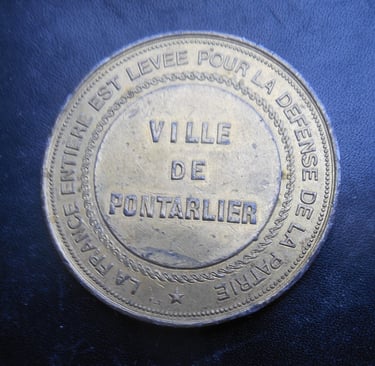 LA FRANCE ENTIÈRE EST LEVÉE POUR LA DÉFENSE DE LA PATRIE
VILLE
DE
PONTARLIER